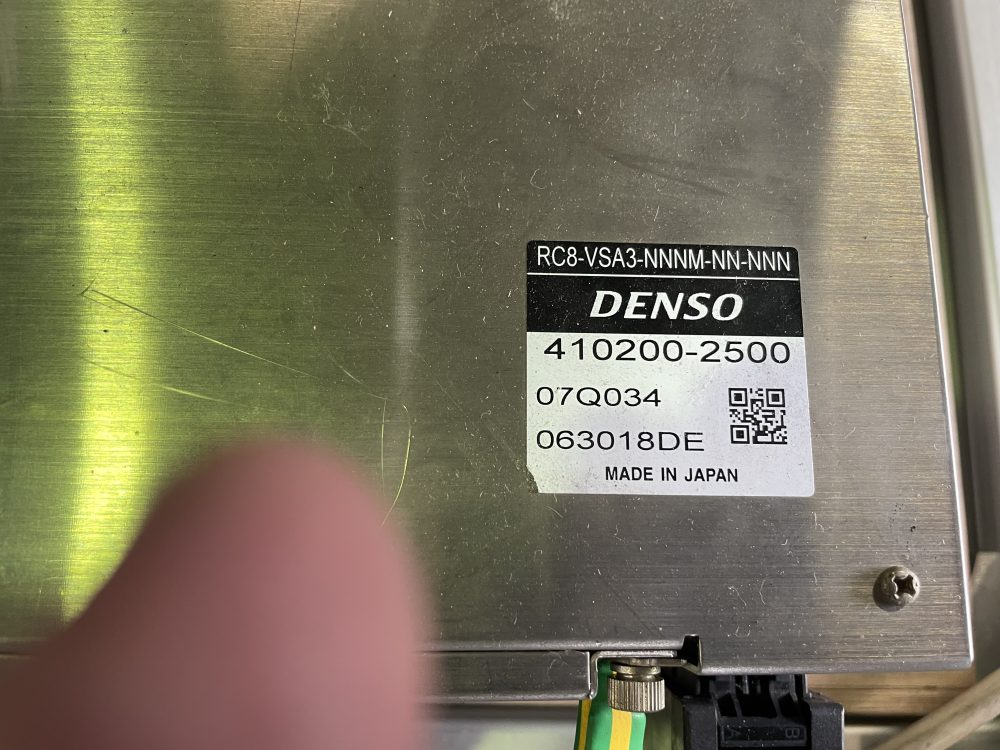 RC8-VSA3-NNNM-NN-NNN
DENSO
410200-2500
07Q034
063018DE
MADE IN JAPAN
B
A